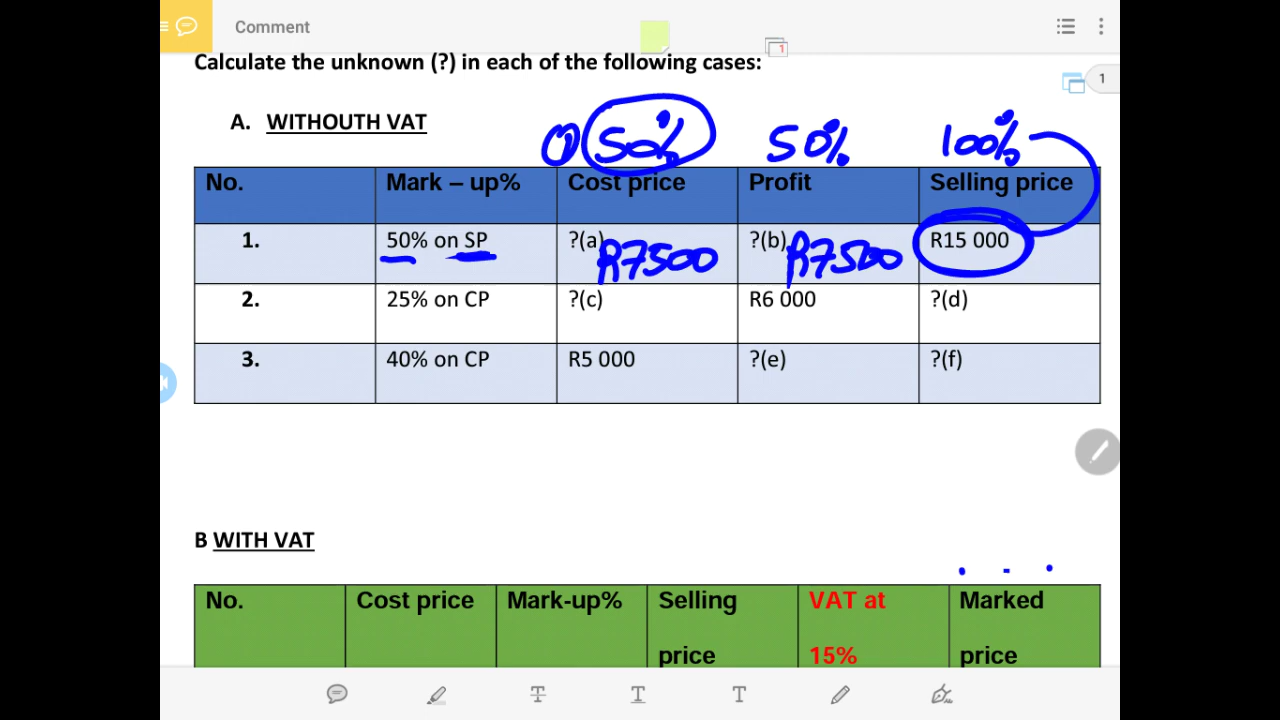 Comment
1
Calculate the unknown (?) in each of the following cases:
1
A. WITHOUTH VAT
① 50% 50% 100%
No. Mark – up% Cost price Profit Selling price
1. 50% on SP ?(a) R7500 ?(b) R7500 R15 000
2. 25% on CP ?(c) R6 000 ?(d)
3. 40% on CP R5 000 ?(e) ?(f)
B WITH VAT
No. Cost price Mark-up% Selling VAT at Marked
price 15% price